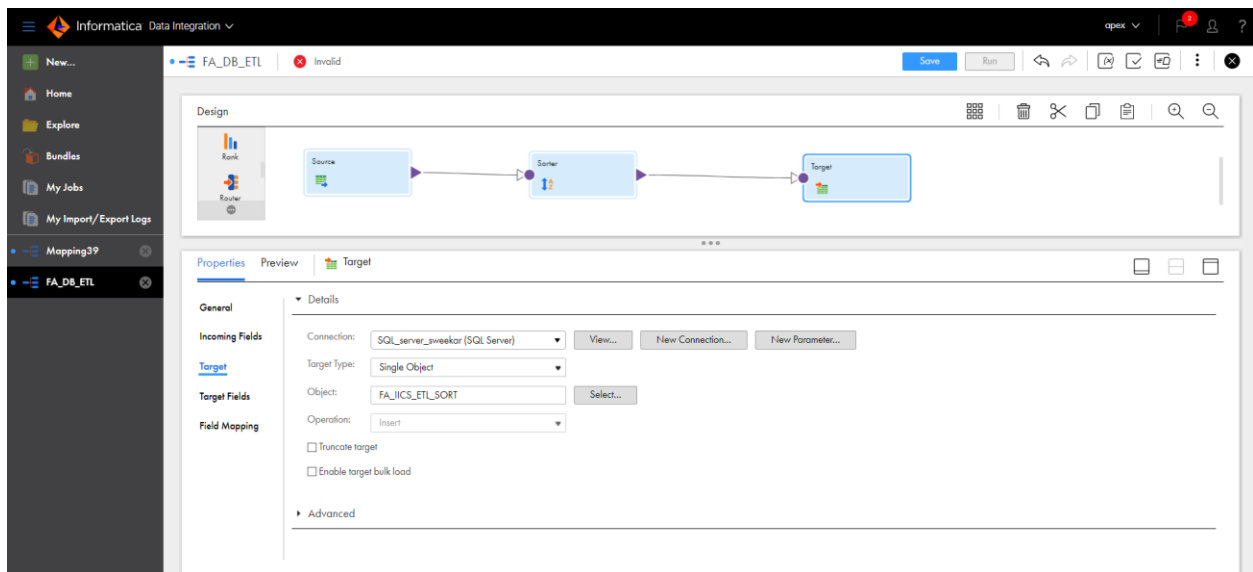 Informatica Data Integration
apex
2
?
New...
FA_DB_ETL
Invalid
Save
Run
Home
Explore
Bundles
My Jobs
My Import/Export Logs
Mapping39
FA_DB_ETL
Design
Rank
Router
Source
Sorter
Target
Properties
Preview
Target
General
Incoming Fields
Target
Target Fields
Field Mapping
Details
Connection:
SQL_server_sweekar (SQL Server)
View...
New Connection...
New Parameter...
Target Type:
Single Object
Object:
FA_IICS_ETL_SORT
Select...
Operation:
Insert
Truncate target
Enable target bulk load
Advanced